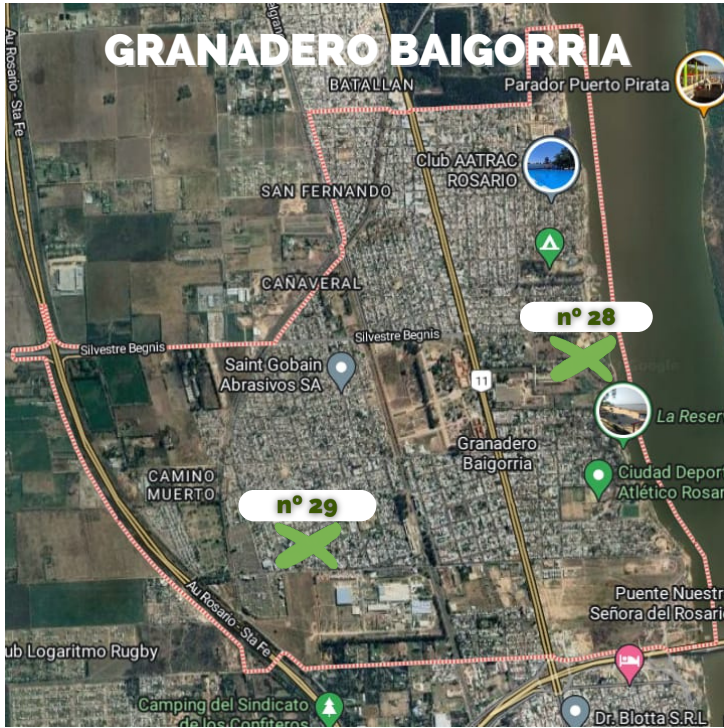 GRANADERO BAIGORRIA
Au Rosario - Sta Fe
BATALLAN
Parador Puerto Pirata
Club AATRAC
ROSARIO
SAN FERNANDO
CAÑAVERAL
nº 28
Silvestre Begnis
Silvestre Begnis
Google
Saint Gobain
Abrasivos SA
11
La Reser
Granadero
Baigorria
Ciudad Depor
Atlético Rosar
CAMINO
MUERTO
nº 29
Au Rosario - Sta Fe
Puente Nuestr
Señora del Rosario
ub Logaritmo Rugby
Camping del Sindicato
de los Confiteros
Dr. Blotta S.R.L